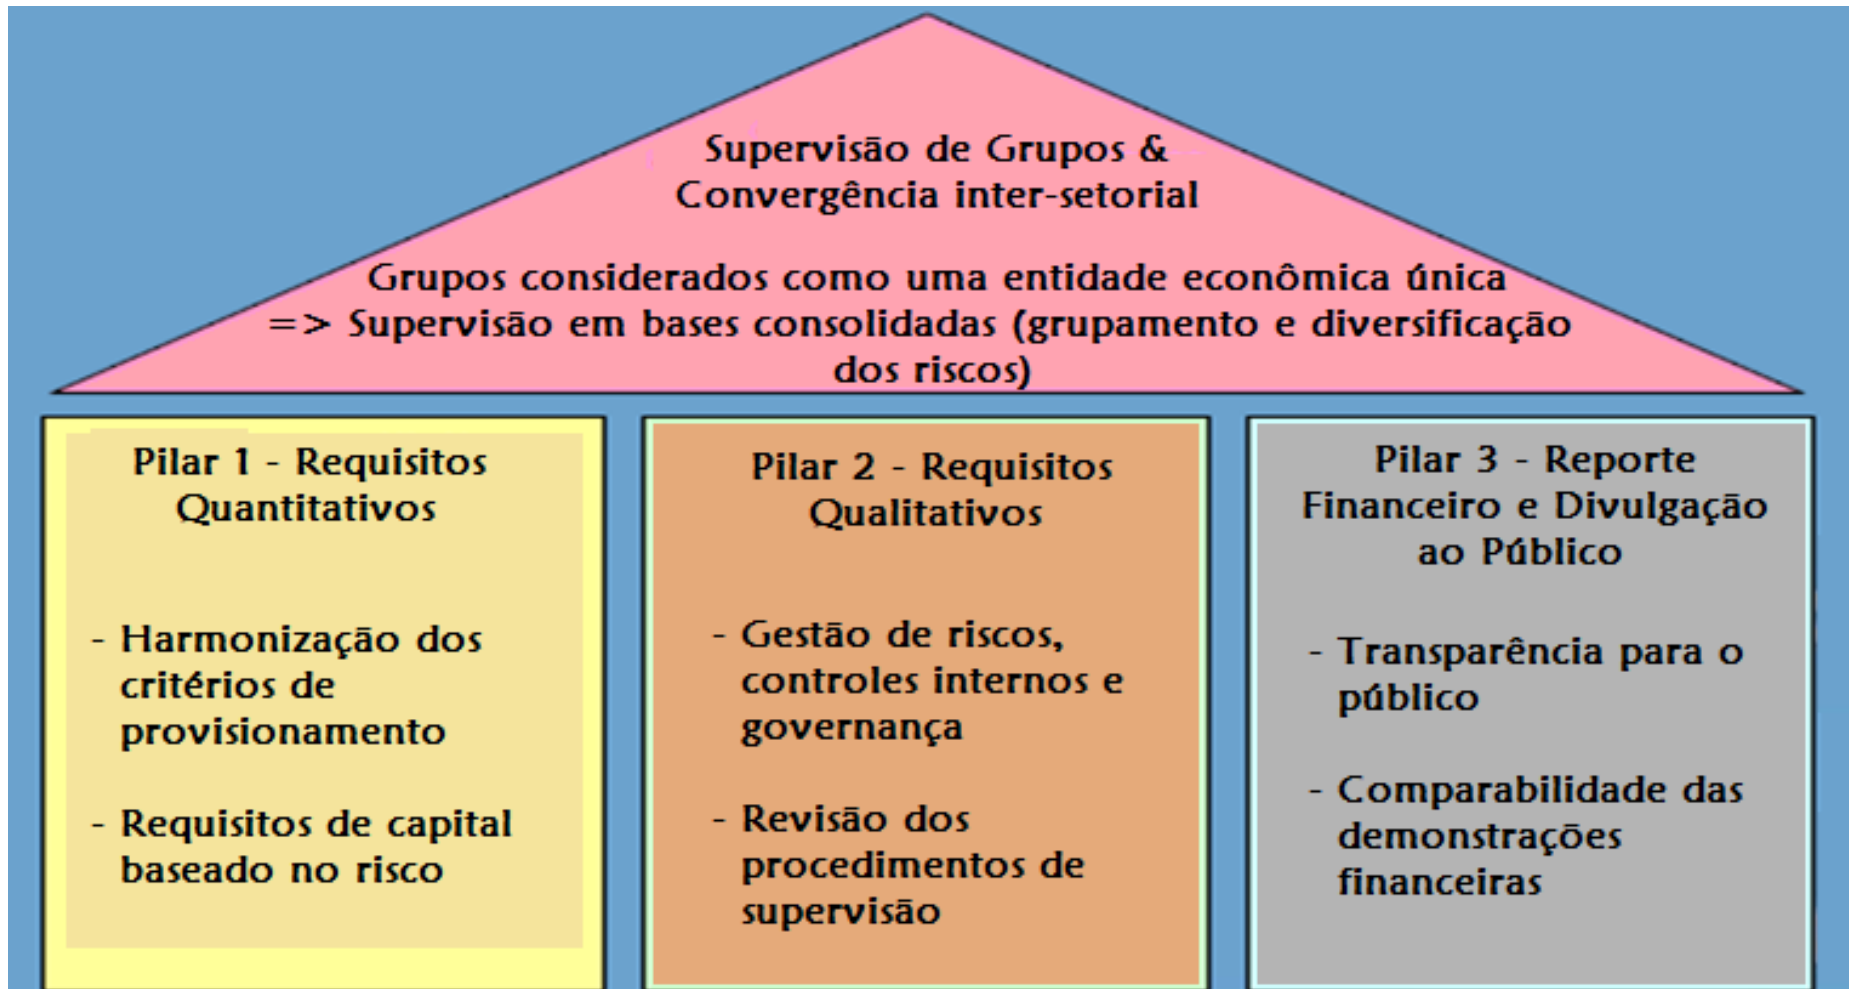 Supervisão de Grupos &
Convergência inter-setorial
Grupos considerados como uma entidade econômica única
=> Supervisão em bases consolidadas (grupamento e diversificação
dos riscos)
Pilar 1 - Requisitos
Quantitativos
- Harmonização dos
critérios de
provisionamento
- Requisitos de capital
baseado no risco
Pilar 2 - Requisitos
Qualitativos
- Gestão de riscos,
controles internos e
governança
- Revisão dos
procedimentos de
supervisão
Pilar 3 - Reporte
Financeiro e Divulgação
ao Público
- Transparência para o
público
- Comparabilidade das
demonstrações
financeiras